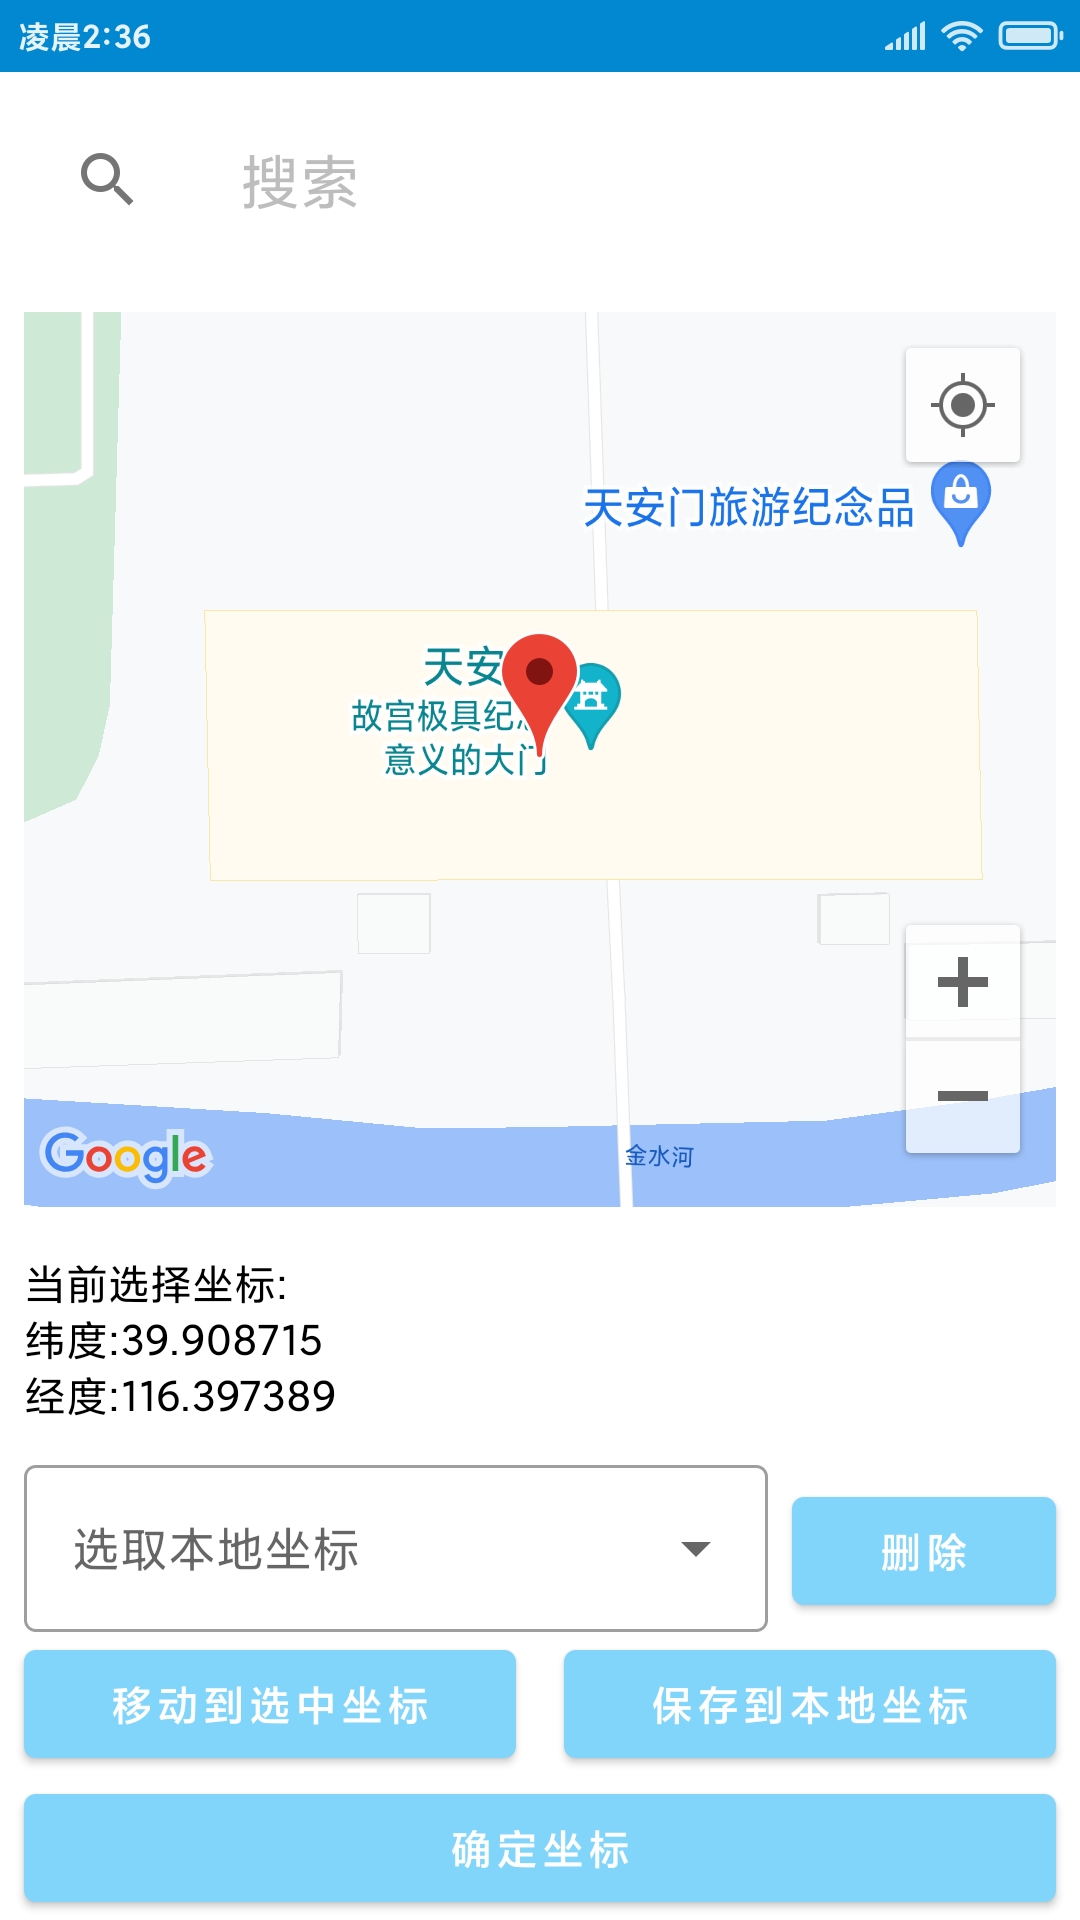 凌晨2:36
搜索
天安门旅游纪念品
天安
故宫极具纪
意义的大门
金水河
Google
当前选择坐标:
纬度:39.908715
经度:116.397389
选取本地坐标
删除
移动到选中坐标
保存到本地坐标
确定坐标